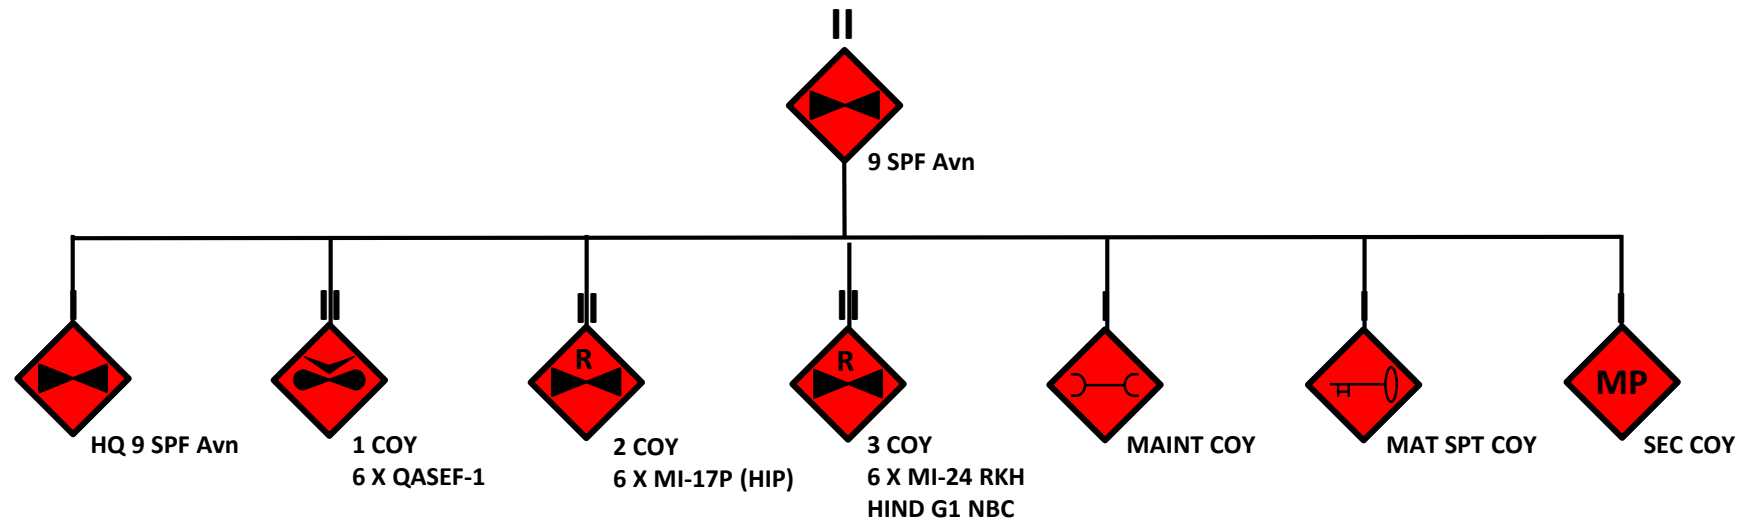 9 SPF Avn
HQ 9 SPF Avn
1 COY
6 X QASEF-1
R
2 COY
6 X MI-17P (HIP)
R
3 COY
6 X MI-24 RKH
HIND G1 NBC
MAINT COY
MAT SPT COY
MP
SEC COY